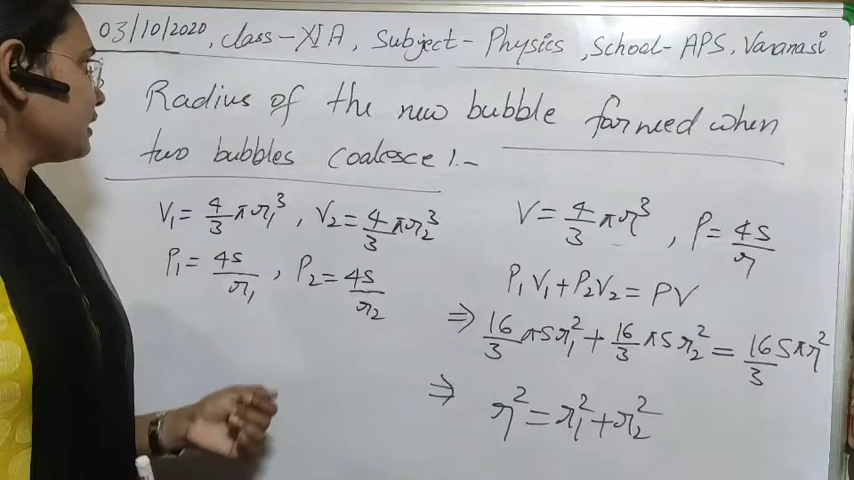 03/10/2020, Class-XI A, Subject- Physics, School- APS, Varanasi
Radius of the new bubble formed when
two bubbles coalesce :-
V₁ = 4/3 πr₁³, V₂ = 4/3 πr₂³
P₁ = 4s/r₁, P₂ = 4s/r₂
V = 4/3 πr³, P = 4s/r
P₁V₁ + P₂V₂ = PV
⇒ 16/3 πsr₁² + 16/3 πsr₂² = 16/3 sπr²
⇒ r² = r₁² + r₂²